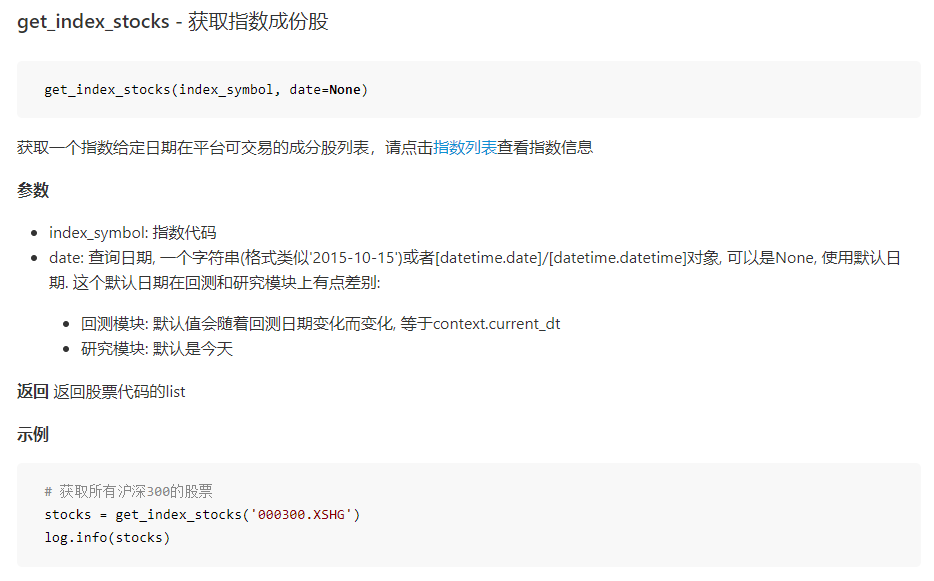 get_index_stocks - 获取指数成份股
get_index_stocks(index_symbol, date=None)
获取一个指数给定日期在平台可交易的成分股列表，请点击指数列表查看指数信息
参数
index_symbol: 指数代码
date: 查询日期, 一个字符串(格式类似'2015-10-15')或者[datetime.date]/[datetime.datetime]对象, 可以是None, 使用默认日
期. 这个默认日期在回测和研究模块上有点差别:
回测模块: 默认值会随着回测日期变化而变化, 等于context.current_dt
研究模块: 默认是今天
返回 返回股票代码的list
示例
# 获取所有沪深300的股票
stocks = get_index_stocks('000300.XSHG')
log.info(stocks)